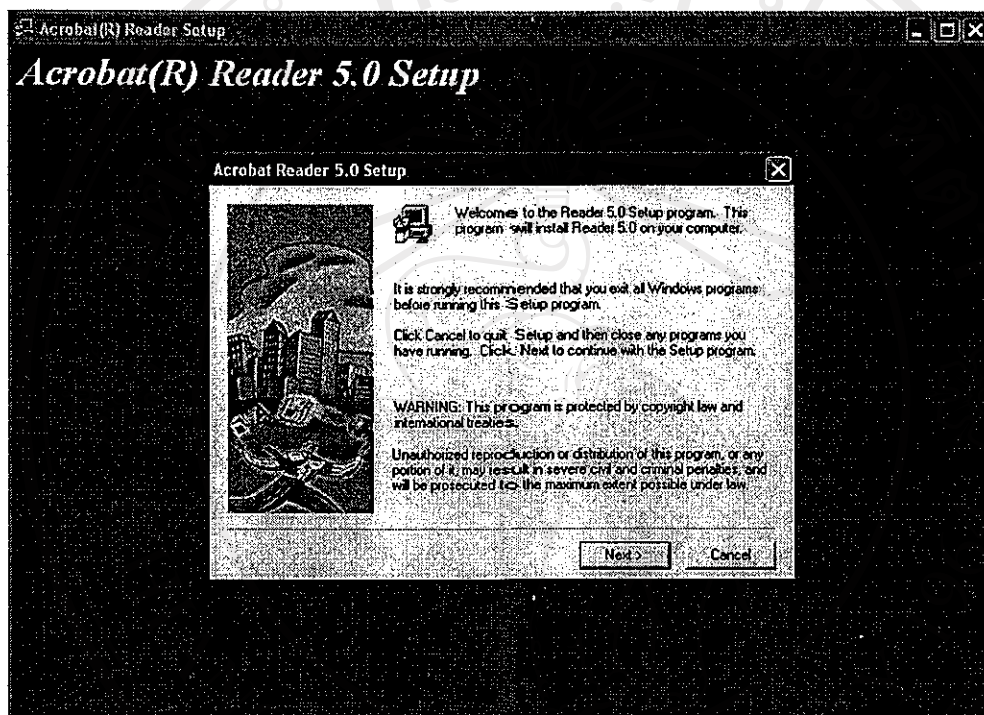 Acrobat(R) Reader Setup
Acrobat(R) Reader 5.0 Setup
Acrobat Reader 5.0 Setup
Welcome to the Reader 5.0 Setup program. This
program will install Reader 5.0 on your computer.
It is strongly recommended that you exit all Windows programs
before running this Setup program.
Click Cancel to quit Setup and then close any programs you
have running. Click Next to continue with the Setup program.
WARNING: This program is protected by copyright law and
international treaties.
Unauthorized reproduction or distribution of this program, or any
portion of it, may result in severe civil and criminal penalties, and
will be prosecuted to the maximum extent possible under law.
Next >
Cancel